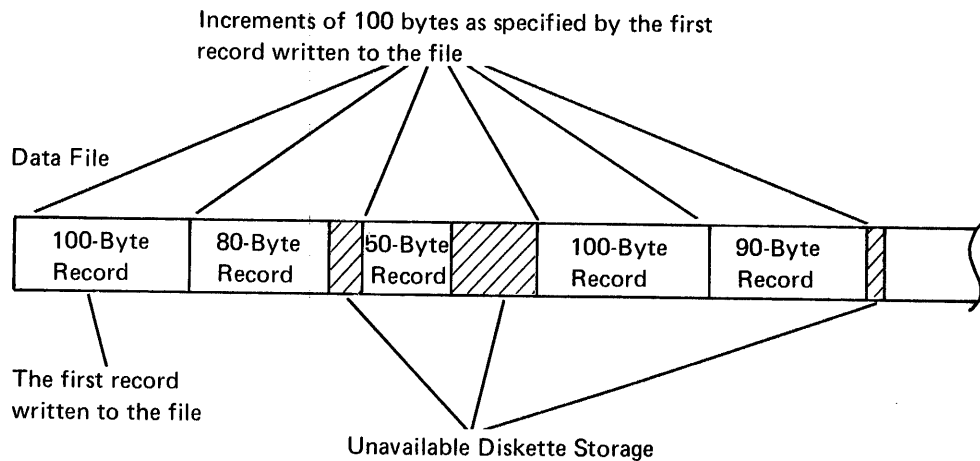 Increments of 100 bytes as specified by the first
record written to the file
Data File
100-Byte
Record
80-Byte
Record
50-Byte
Record
100-Byte
Record
90-Byte
Record
The first record
written to the file
Unavailable Diskette Storage